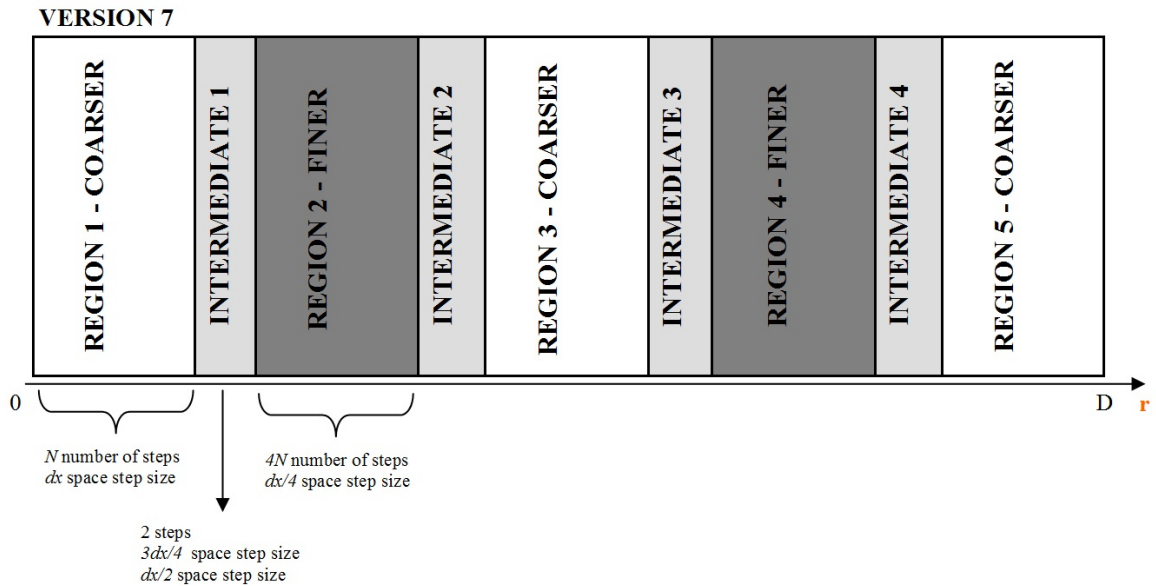 VERSION 7
REGION 1 - COARSER
INTERMEDIATE 1
REGION 2 - FINER
INTERMEDIATE 2
REGION 3 - COARSER
INTERMEDIATE 3
REGION 4 - FINER
INTERMEDIATE 4
REGION 5 - COARSER
0
D
r
N number of steps
dx space step size
4N number of steps
dx/4 space step size
2 steps
3dx/4 space step size
dx/2 space step size